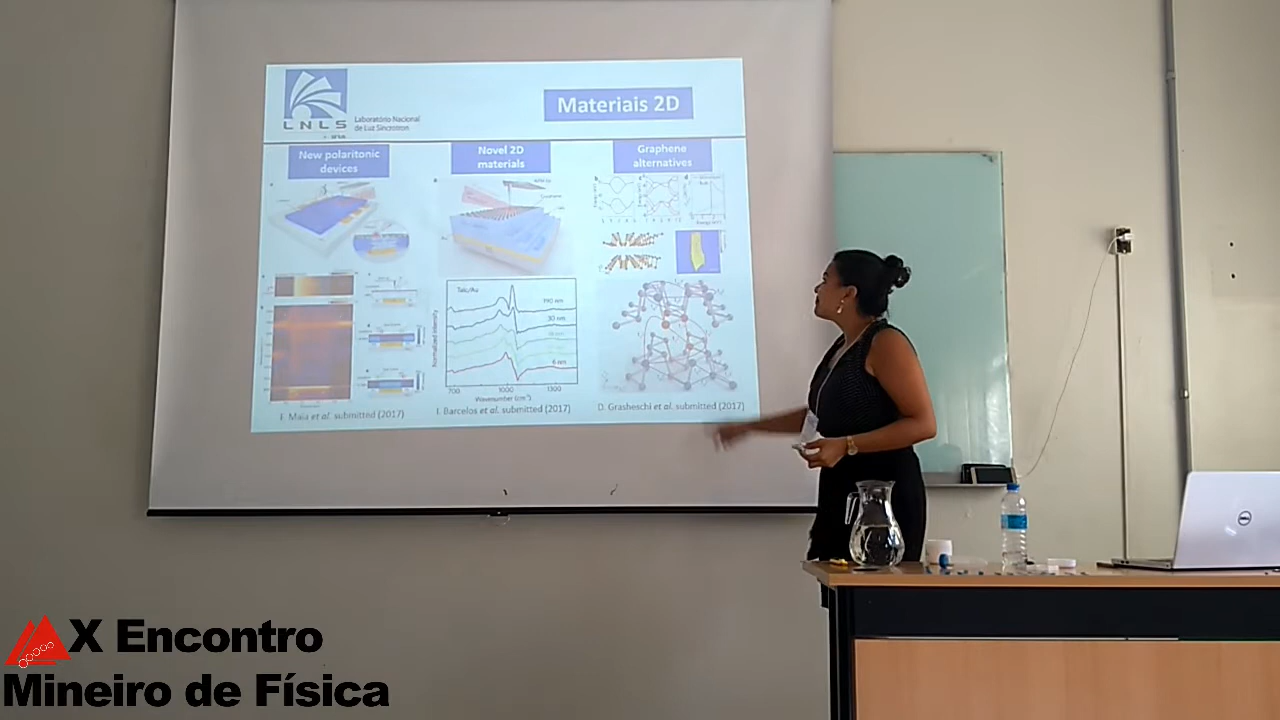 LNLS
Laboratório Nacional
de Luz Síncrotron
Materiais 2D
New polaritonic
devices
Novel 2D
materials
Graphene
alternatives
Talc/Au
190 nm
30 nm
6 nm
Normalized intensity
700
1000
1300
Wavenumber (cm⁻¹)
F. Maia et al. submitted (2017)
I. Barcelos et al. submitted (2017)
D. Grasheschi et al. submitted (2017)
DELL
X Encontro
Mineiro de Física